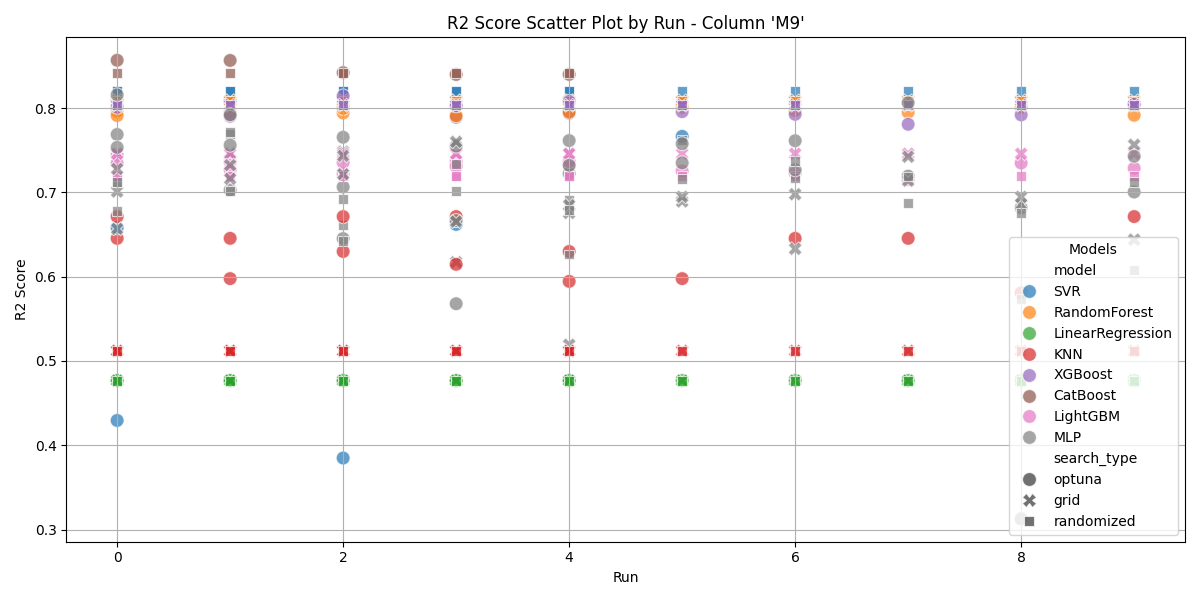 R2 Score Scatter Plot by Run - Column 'M9'
R2 Score
0.8
0.7
0.6
0.5
0.4
0.3
0
2
4
6
8
Run
Models
model
SVR
RandomForest
LinearRegression
KNN
XGBoost
CatBoost
LightGBM
MLP
search_type
optuna
grid
randomized